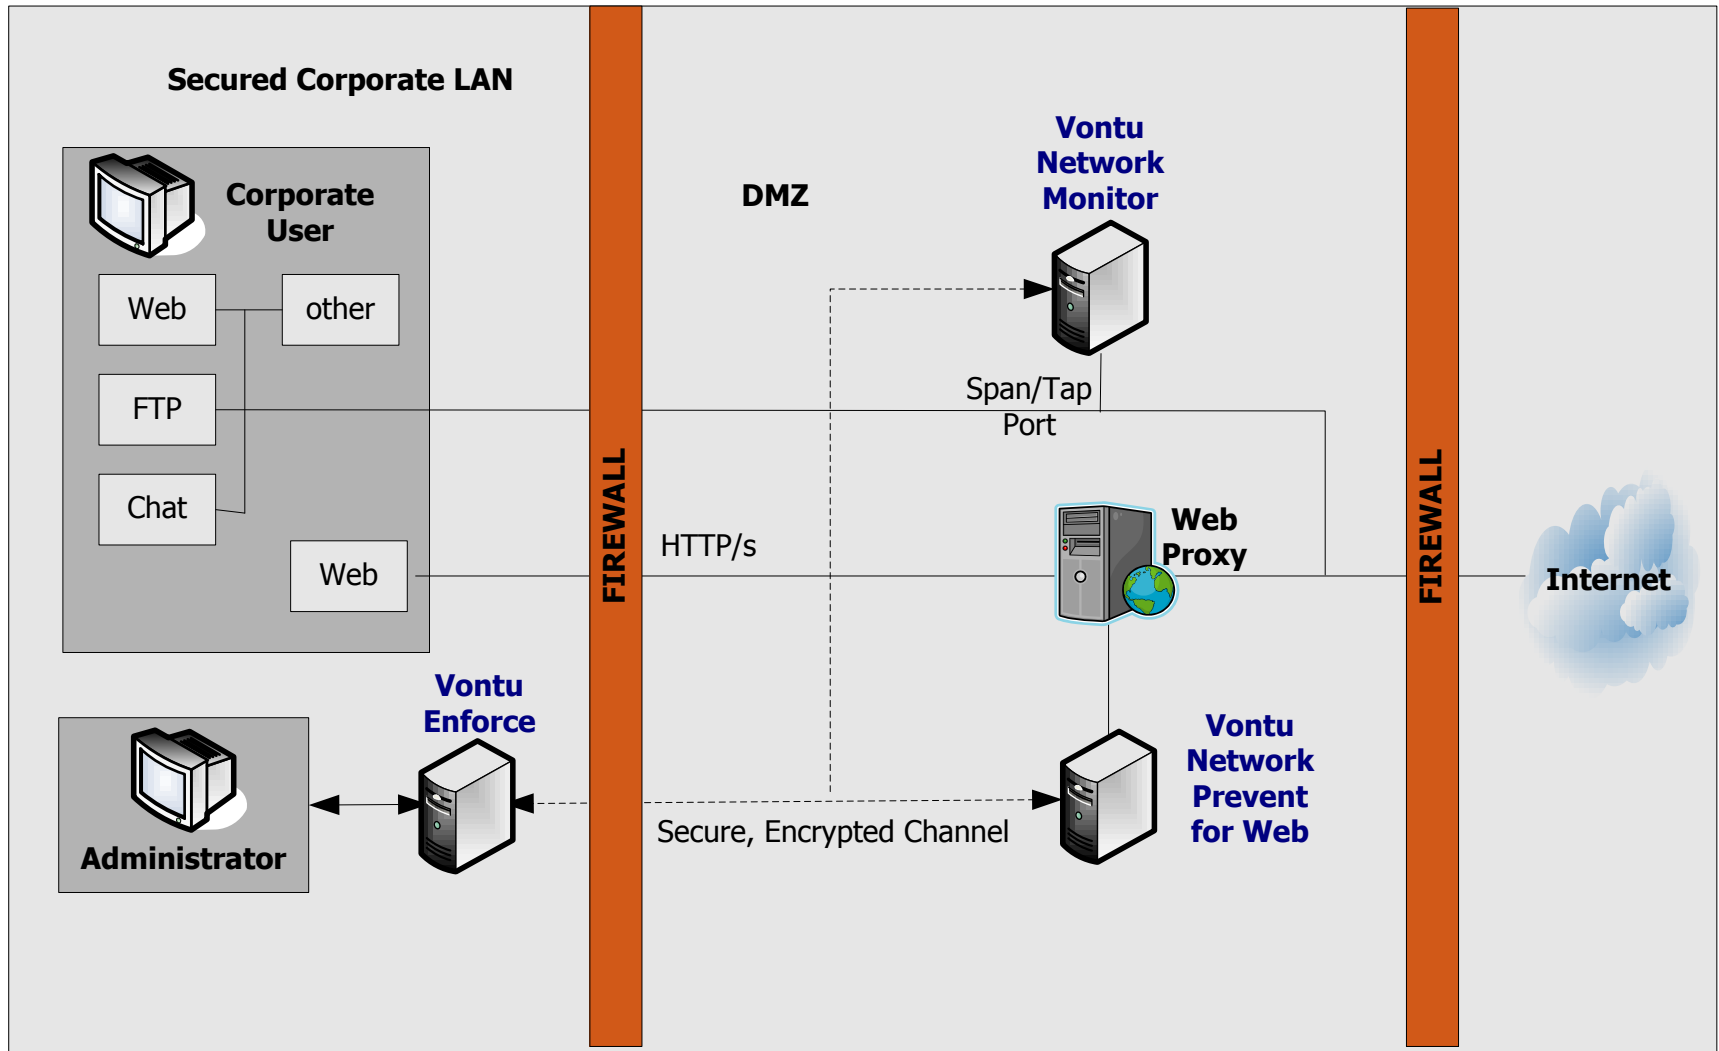 Secured Corporate LAN
Corporate
User
Web
other
FTP
Chat
Web
Vontu
Enforce
Administrator
FIREWALL
DMZ
Vontu
Network
Monitor
Span/Tap
Port
HTTP/s
Web
Proxy
Secure, Encrypted Channel
Vontu
Network
Prevent
for Web
FIREWALL
Internet